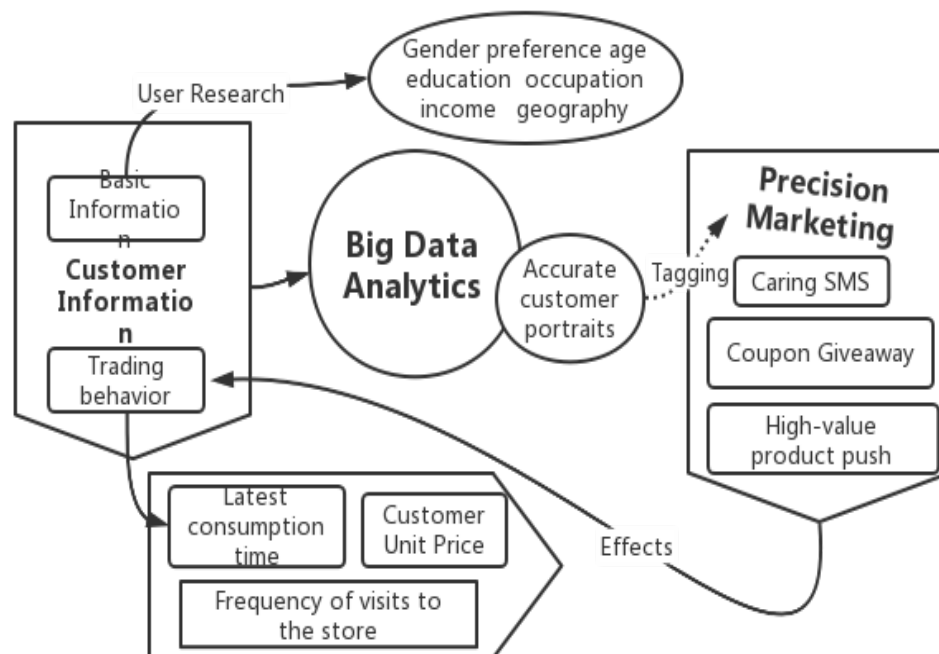 Gender preference age
education occupation
income geography
User Research
Basic
Informatio
n
Customer
Informatio
n
Trading
behavior
Big Data
Analytics
Accurate
customer
portraits
Tagging
Precision
Marketing
Caring SMS
Coupon Giveaway
High-value
product push
Latest
consumption
time
Customer
Unit Price
Frequency of visits to
the store
Effects